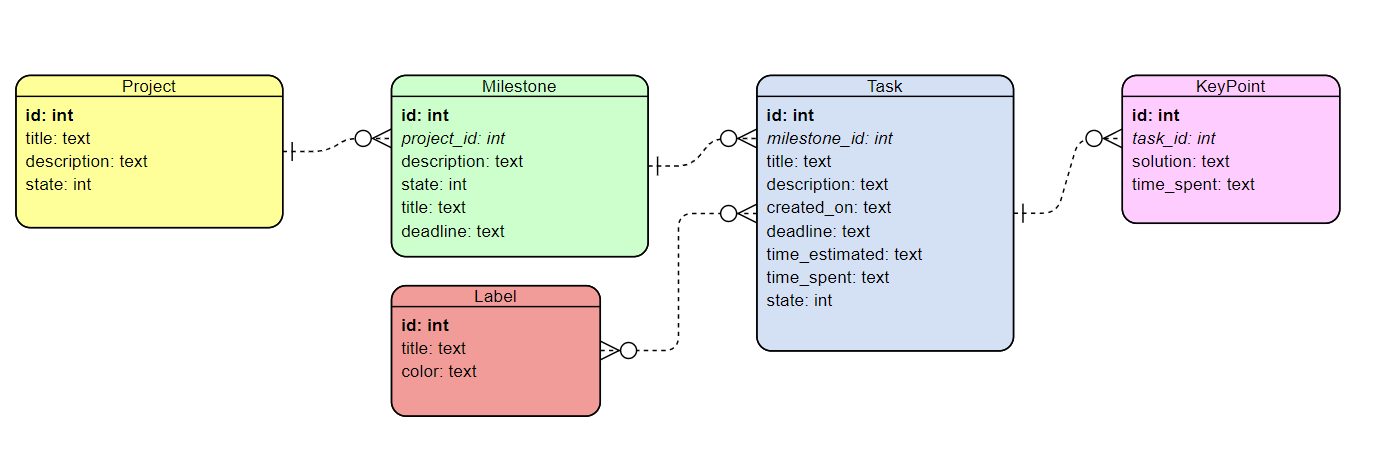 Project
id: int
title: text
description: text
state: int
Milestone
id: int
project_id: int
description: text
state: int
title: text
deadline: text
Label
id: int
title: text
color: text
Task
id: int
milestone_id: int
title: text
description: text
created_on: text
deadline: text
time_estimated: text
time_spent: text
state: int
KeyPoint
id: int
task_id: int
solution: text
time_spent: text